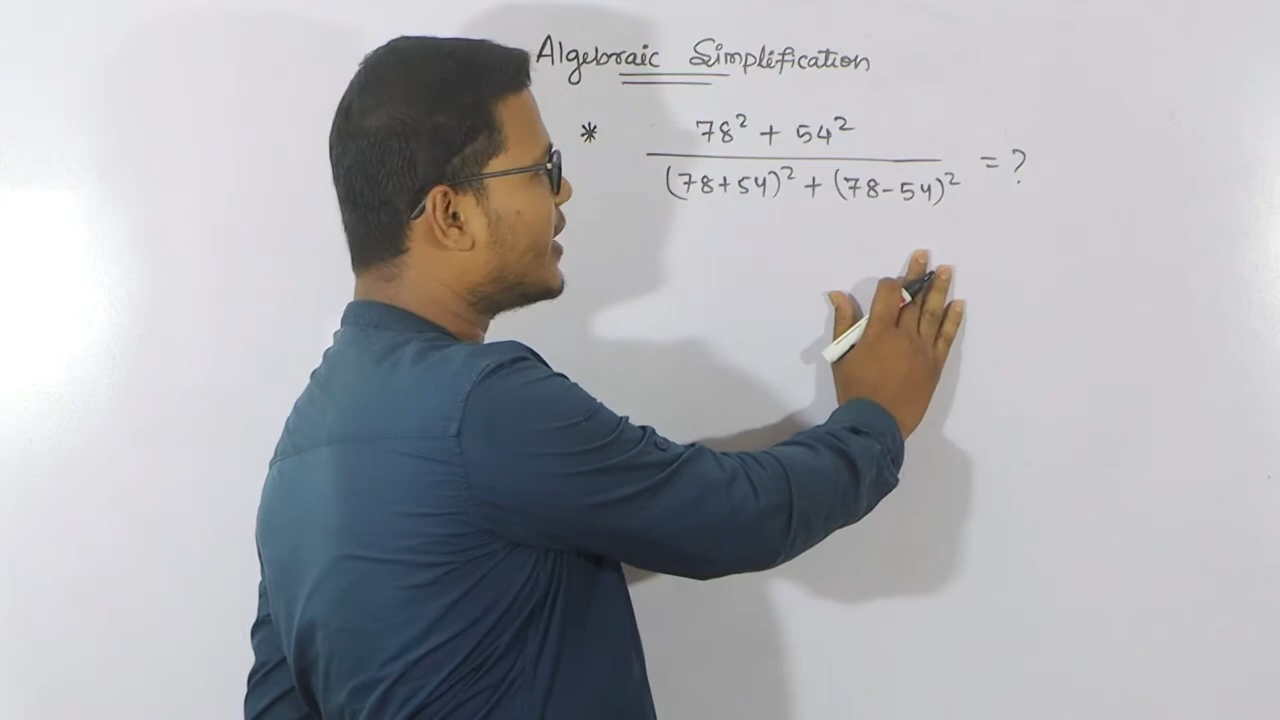 Algebraic Simplification
* 78² + 54²
(78+54)² + (78-54)² = ?